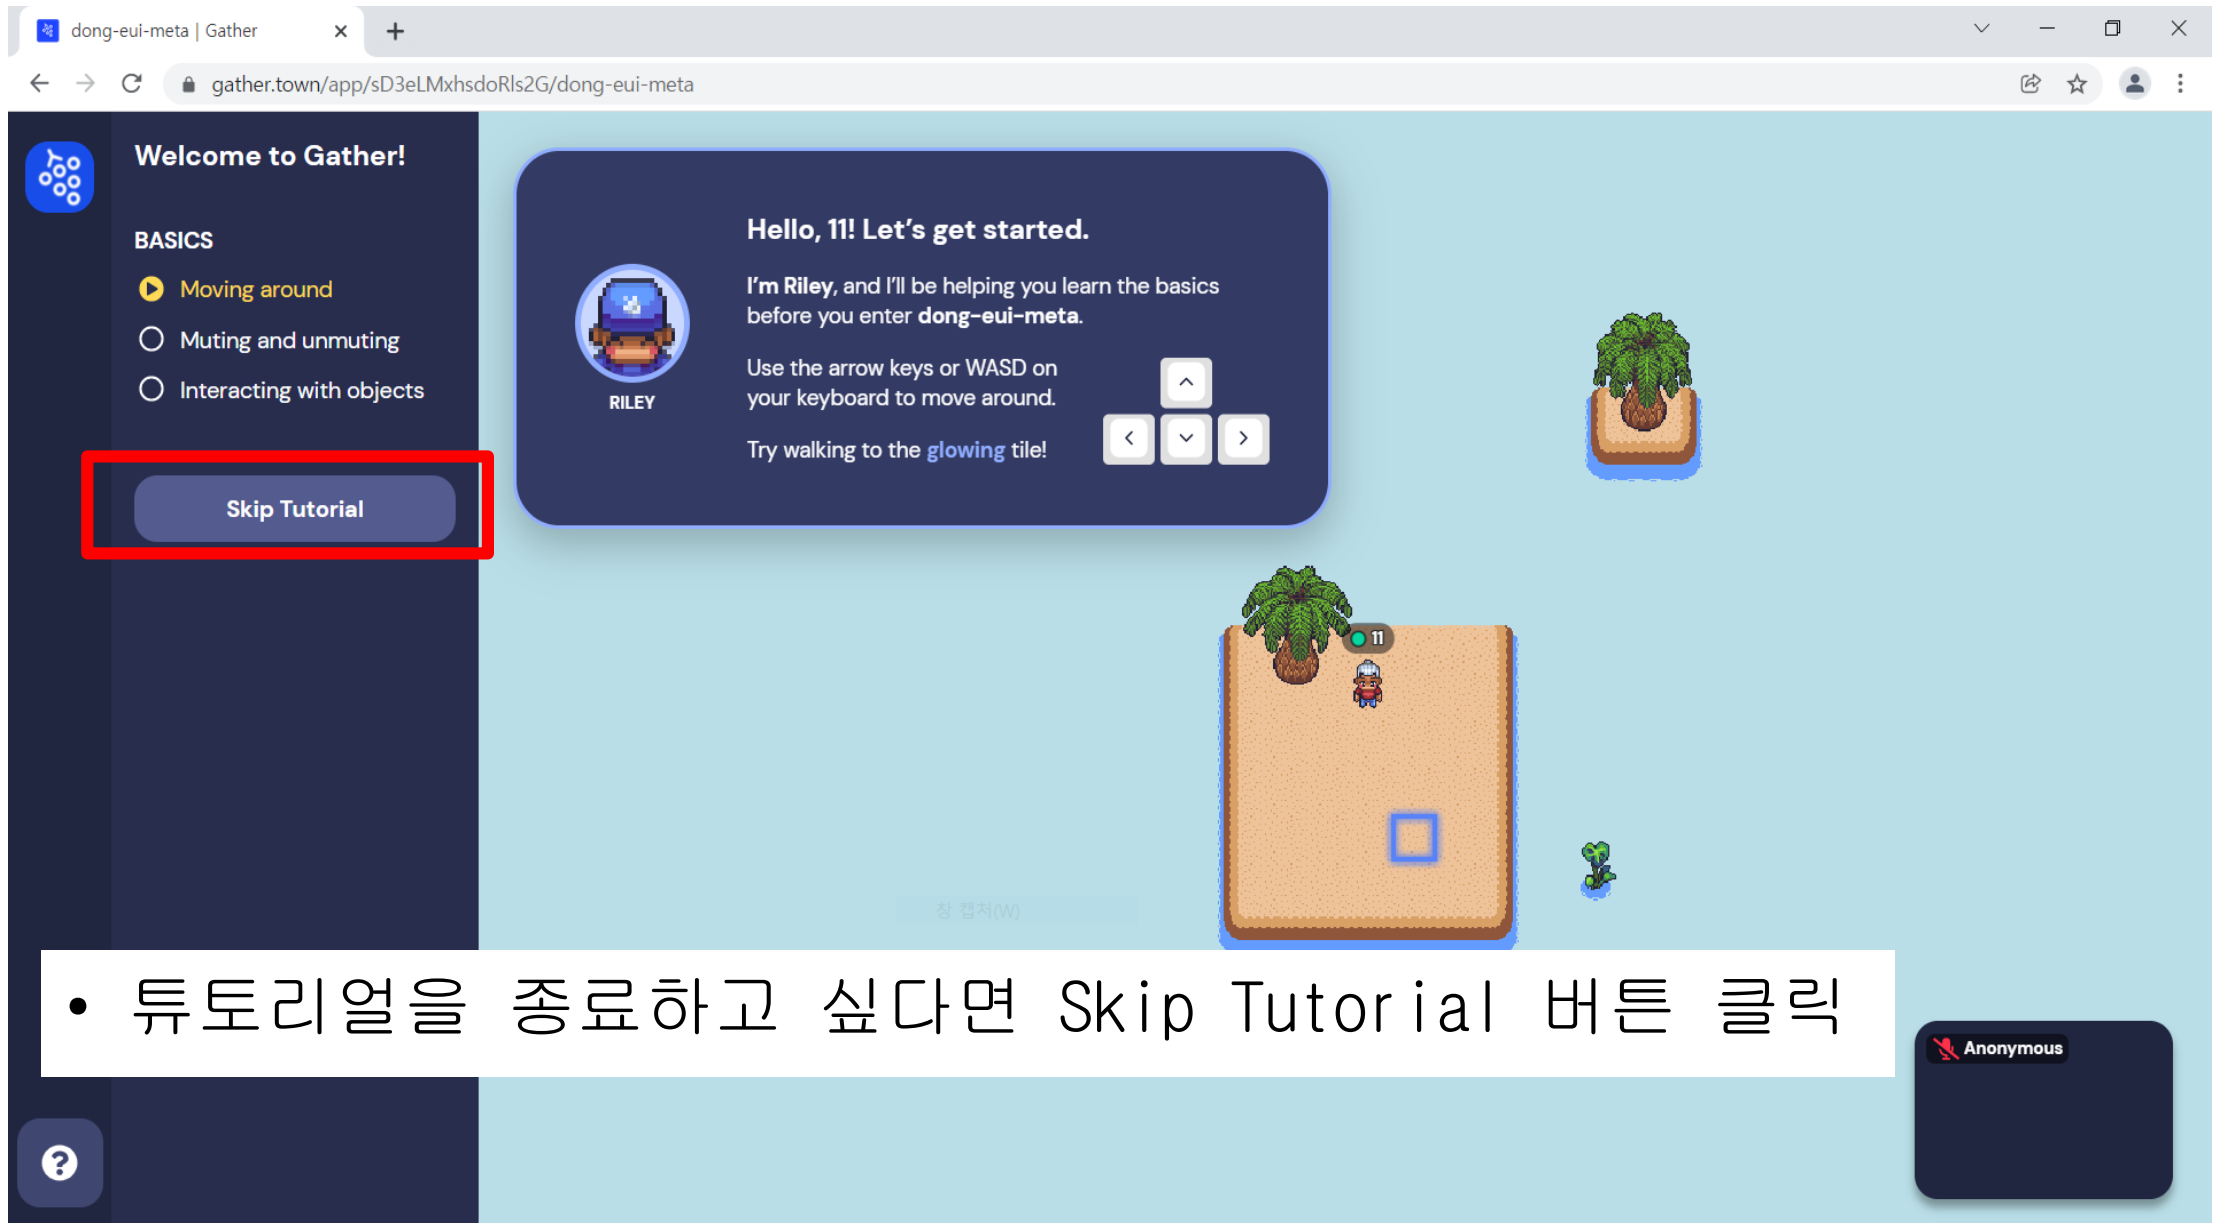 dong-eui-meta | Gather
gather.town/app/sD3eLMxhsdoRls2G/dong-eui-meta
Welcome to Gather!
BASICS
Moving around
Muting and unmuting
Interacting with objects
Skip Tutorial
Hello, 11! Let's get started.
I'm Riley, and I'll be helping you learn the basics
before you enter dong-eui-meta.
Use the arrow keys or WASD on
your keyboard to move around.
Try walking to the glowing tile!
RILEY
11
창 캡처(W)
• 튜토리얼을 종료하고 싶다면 Skip Tutorial 버튼 클릭
Anonymous
?